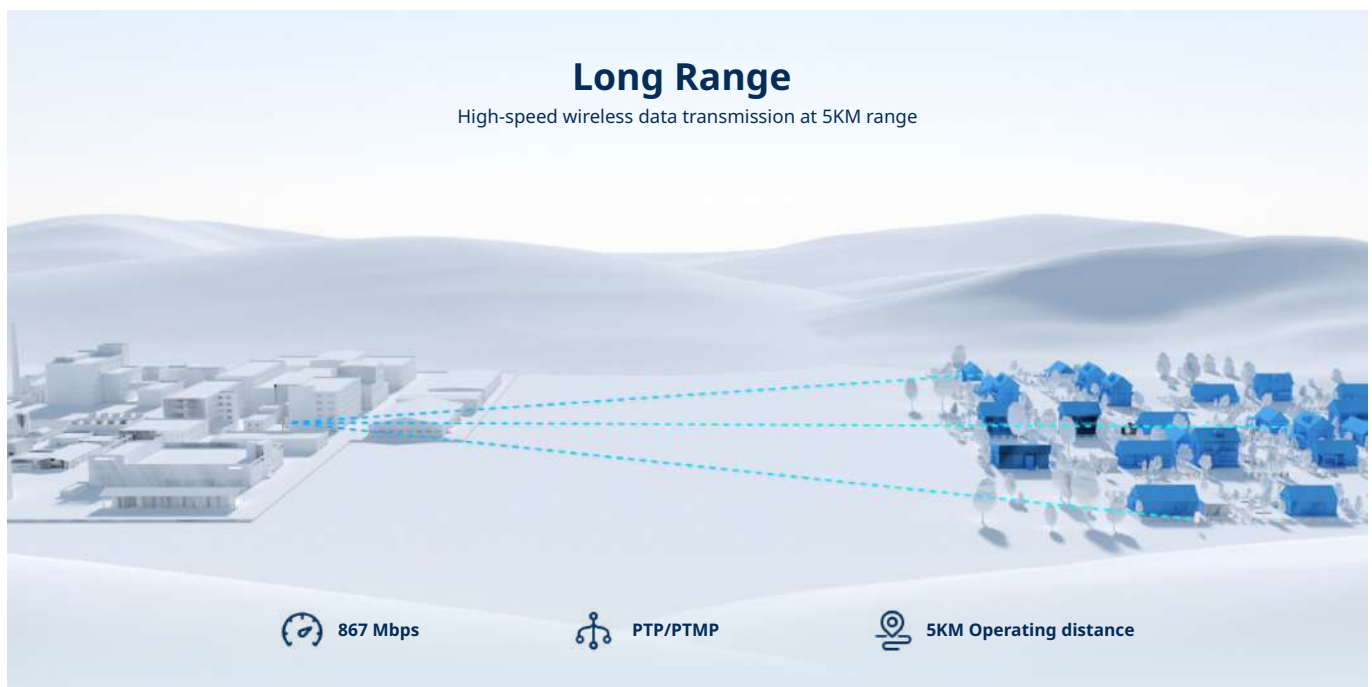 Long Range
High-speed wireless data transmission at 5KM range
867 Mbps
PTP/PTMP
5KM Operating distance